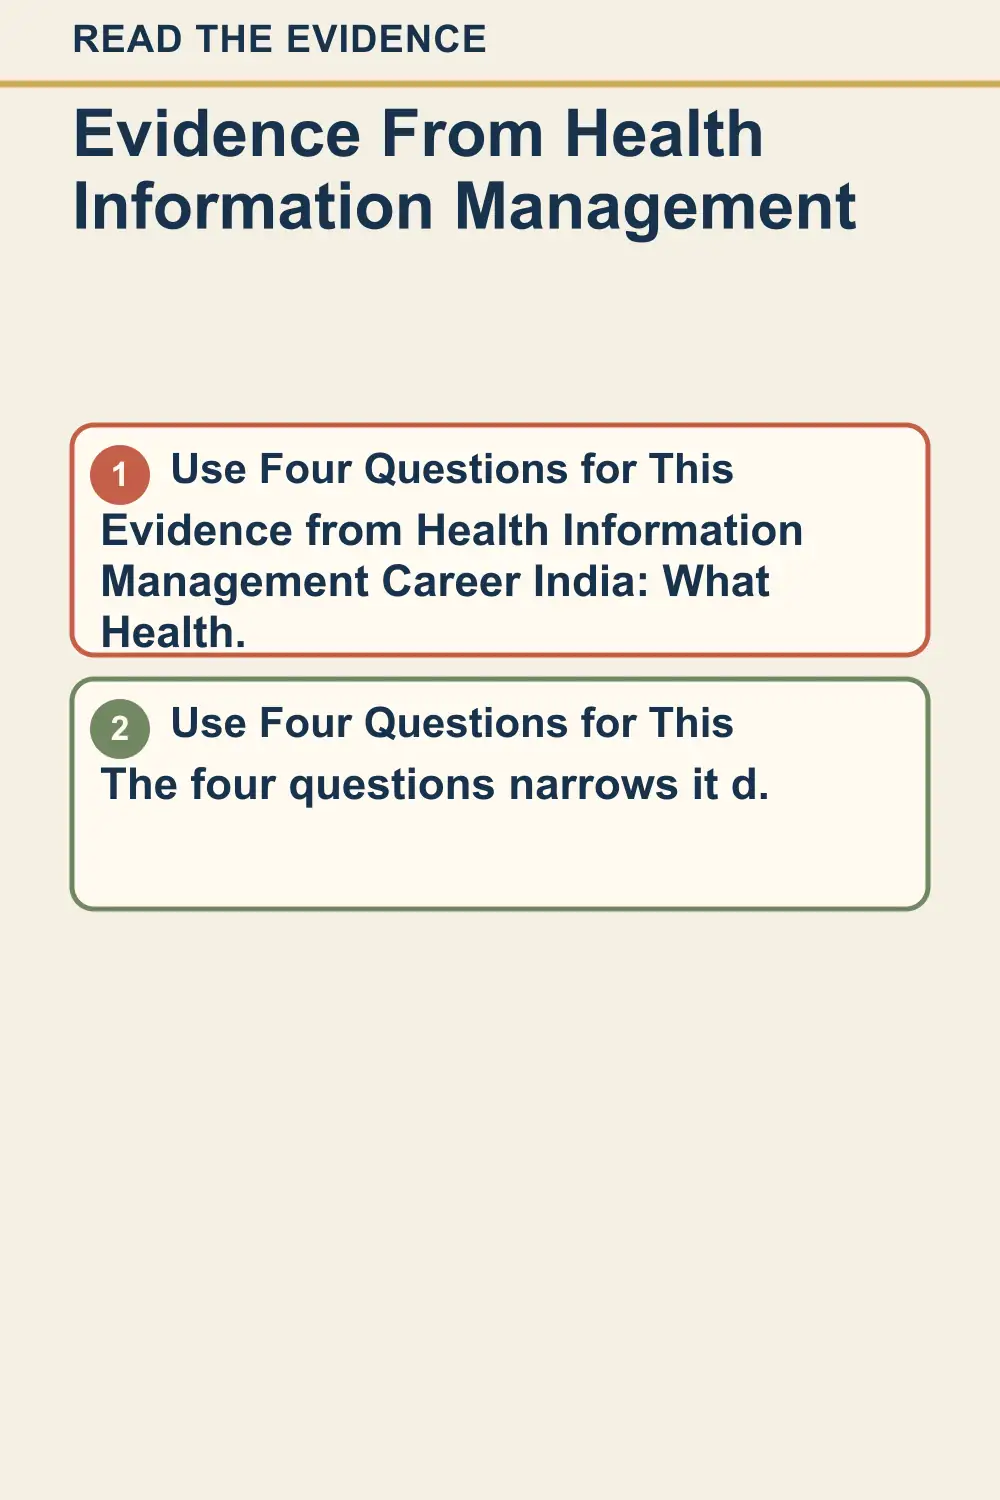 READ THE EVIDENCE
Evidence From Health
Information Management
1 Use Four Questions for This
Evidence from Health Information
Management Career India: What
Health.
2 Use Four Questions for This
The four questions narrows it d.